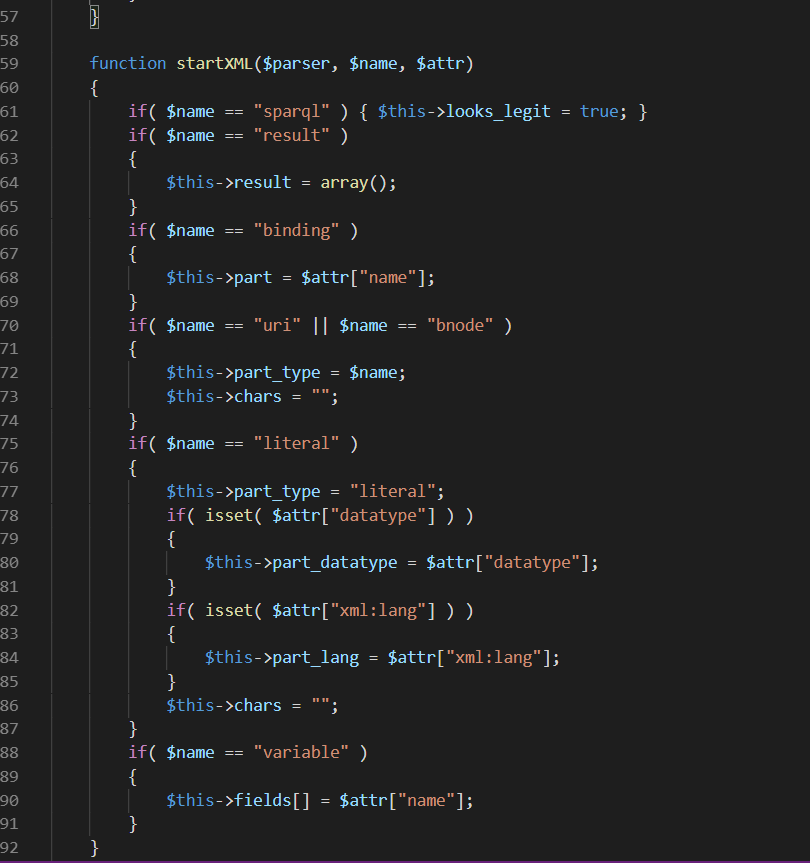 57 }
58
59 function startXML($parser, $name, $attr)
60 {
61 if( $name == "sparql" ) { $this->looks_legit = true; }
62 if( $name == "result" )
63 {
64 $this->result = array();
65 }
66 if( $name == "binding" )
67 {
68 $this->part = $attr["name"];
69 }
70 if( $name == "uri" || $name == "bnode" )
71 {
72 $this->part_type = $name;
73 $this->chars = "";
74 }
75 if( $name == "literal" )
76 {
77 $this->part_type = "literal";
78 if( isset( $attr["datatype"] ) )
79 {
80 $this->part_datatype = $attr["datatype"];
81 }
82 if( isset( $attr["xml:lang"] ) )
83 {
84 $this->part_lang = $attr["xml:lang"];
85 }
86 $this->chars = "";
87 }
88 if( $name == "variable" )
89 {
90 $this->fields[] = $attr["name"];
91 }
92 }